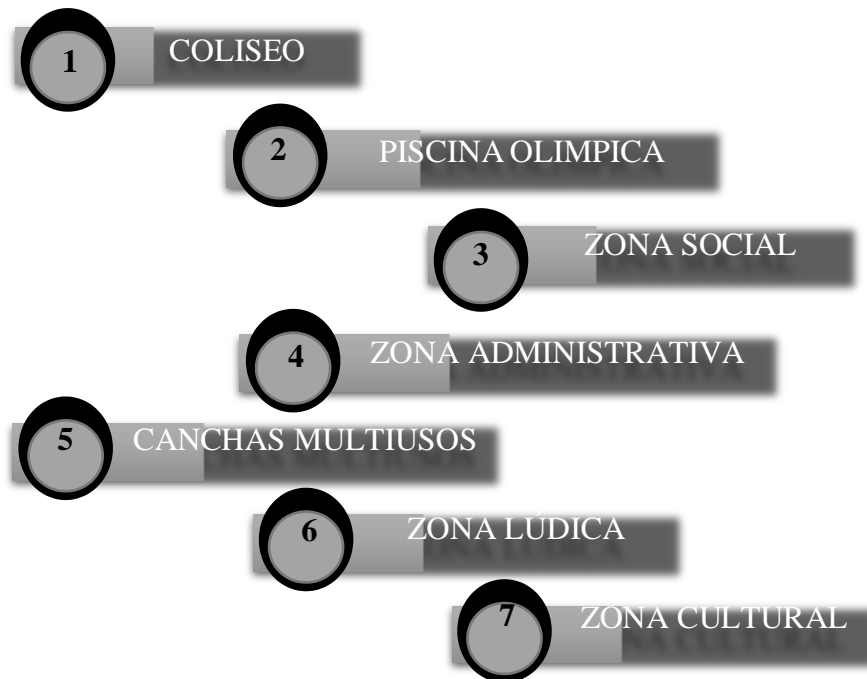 1 COLISEO
2 PISCINA OLIMPICA
3 ZONA SOCIAL
4 ZONA ADMINISTRATIVA
5 CANCHAS MULTIUSOS
6 ZONA LÚDICA
7 ZONA CULTURAL